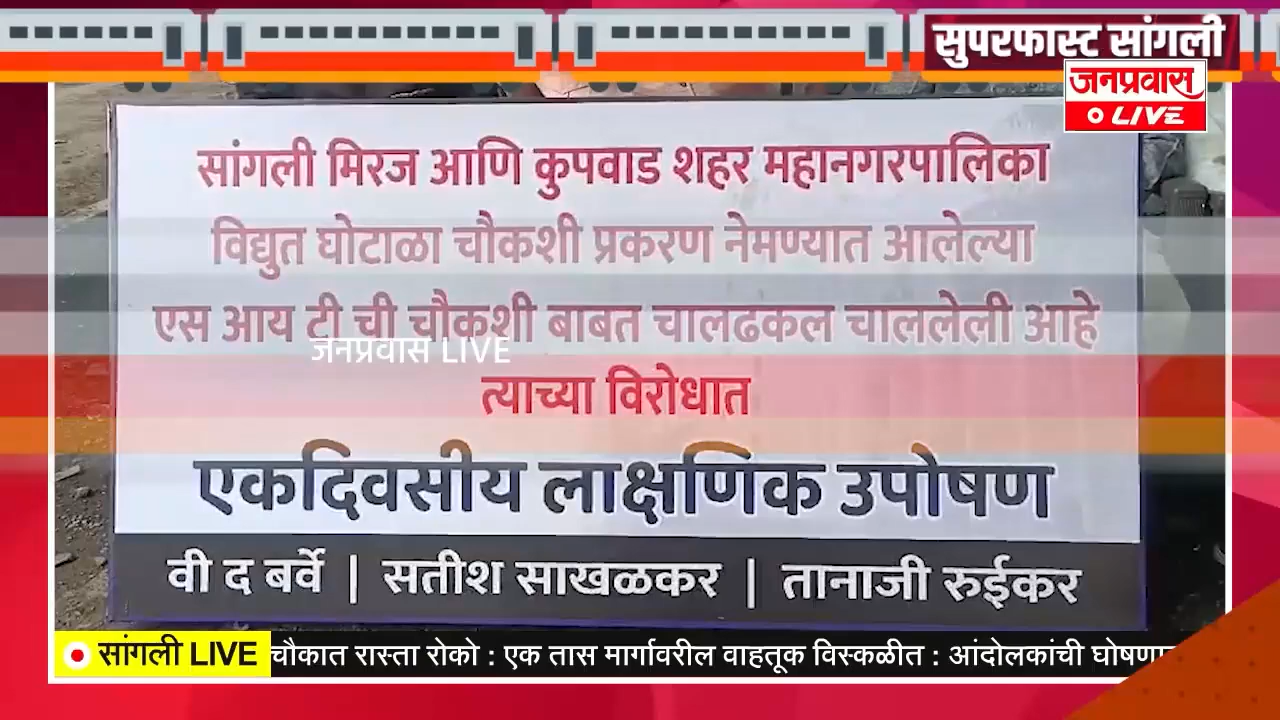 सुपरफास्ट सांगली
जनप्रवास
LIVE
सांगली मिरज आणि कुपवाड शहर महानगरपालिका
विद्युत घोटाळा चौकशी प्रकरण नेमण्यात आलेल्या
एस आय टी ची चौकशी बाबत चालढकल चाललेली आहे
जनप्रवास LIVE
त्याच्या विरोधात
एकदिवसीय लाक्षणिक उपोषण
वी द बर्वे | सतीश साखळकर | तानाजी रुईकर
सांगली LIVE चौकात रास्ता रोको : एक तास मार्गावरील वाहतूक विस्कळीत : आंदोलकांची